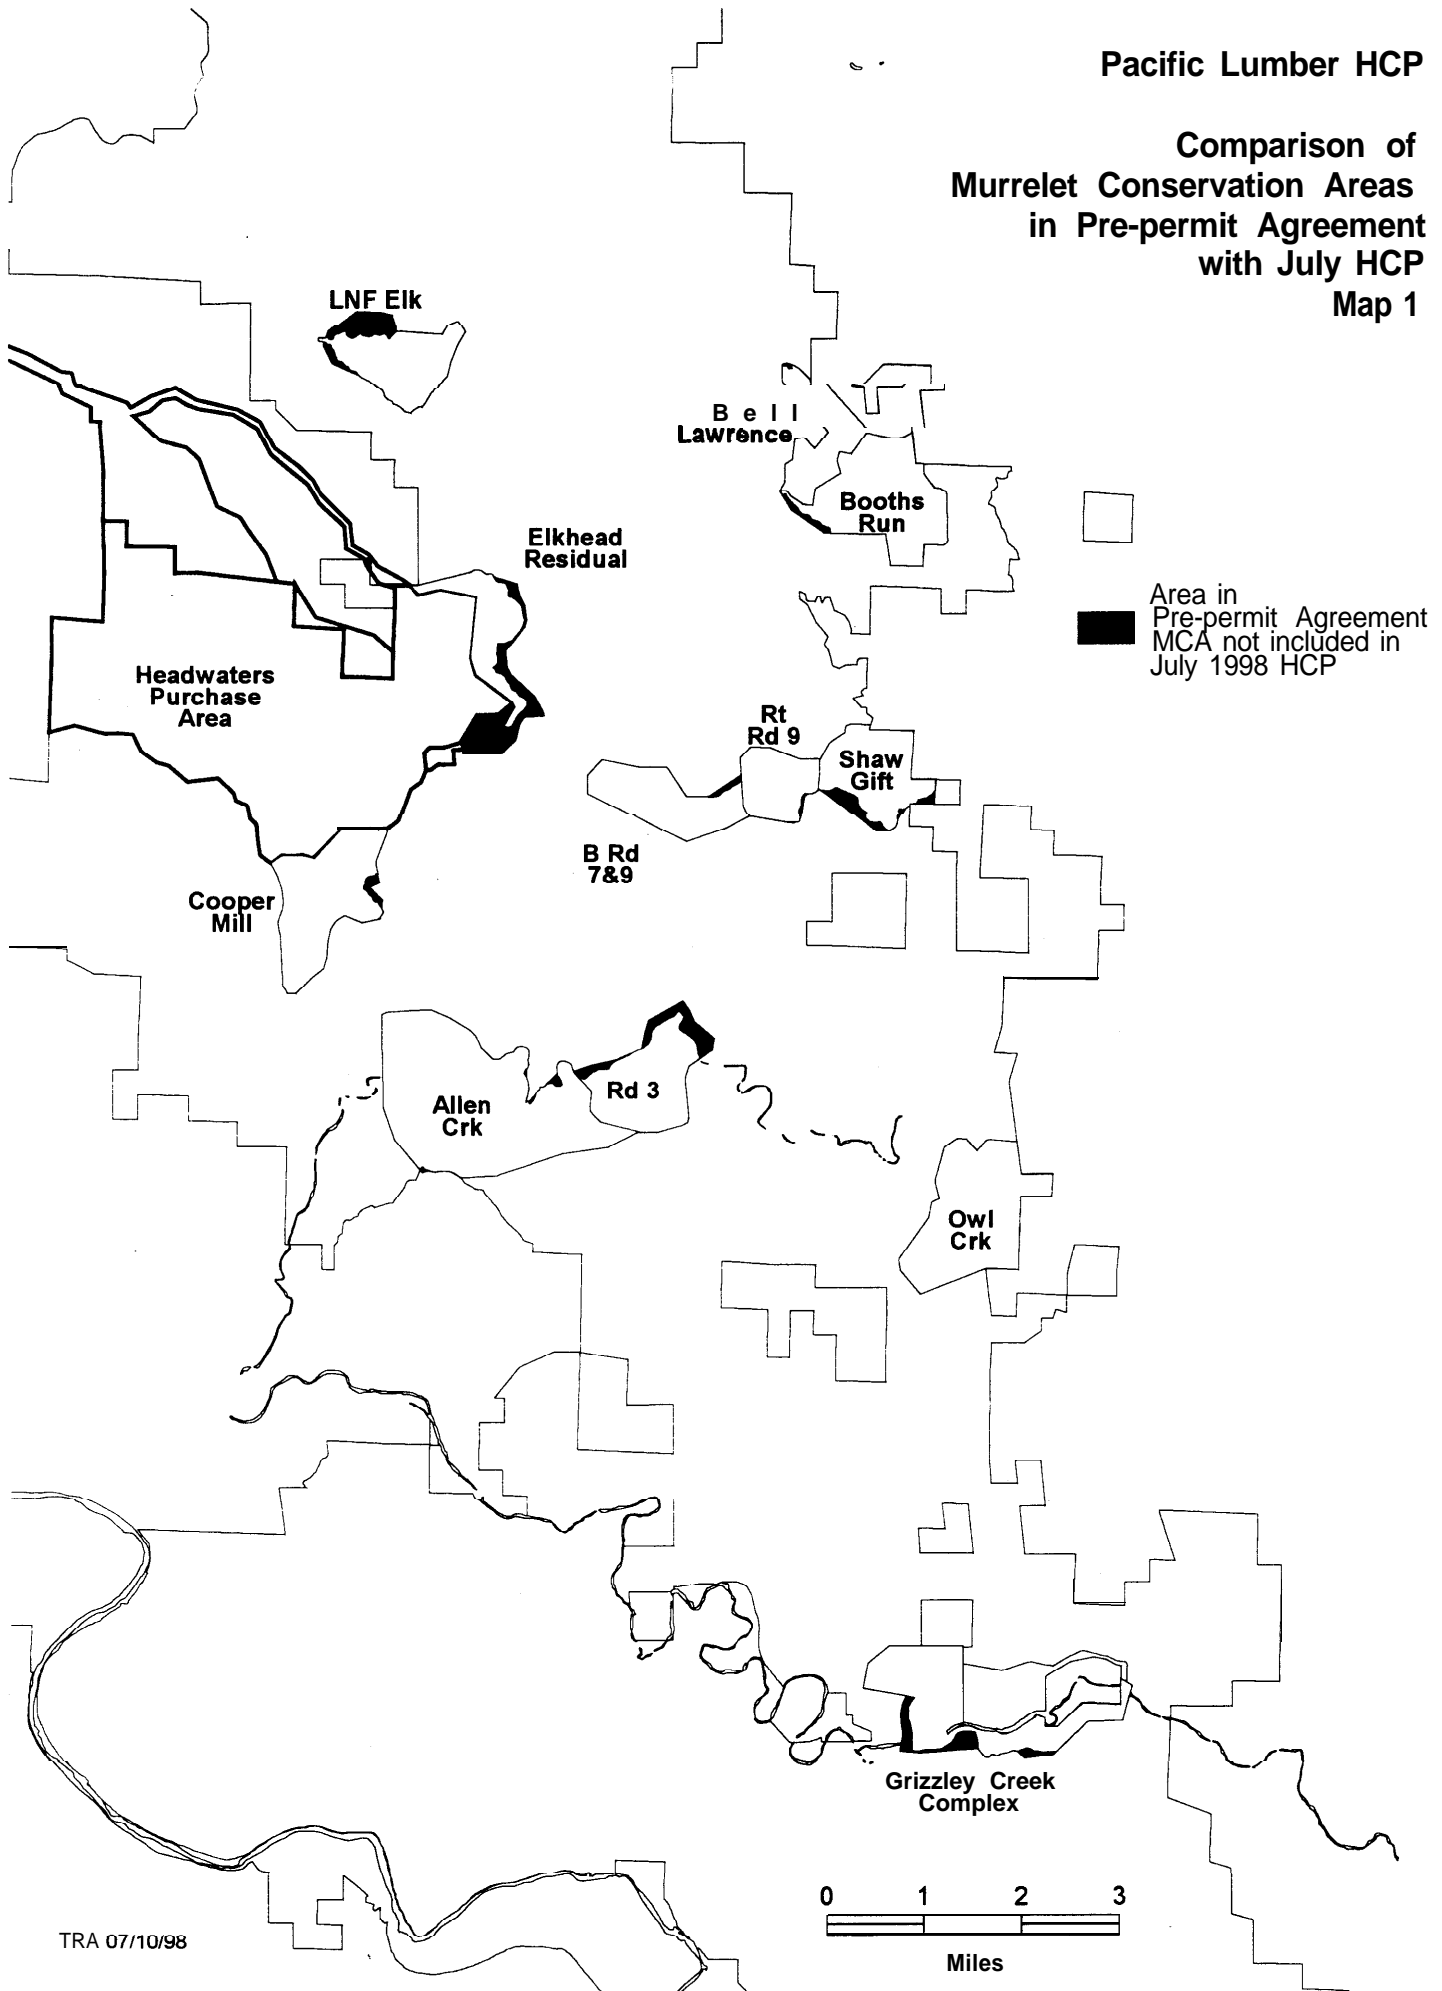 Pacific Lumber HCP
Comparison of
Murrelet Conservation Areas
in Pre-permit Agreement
with July HCP
Map 1
LNF Elk
Bell
Lawrence
Booths
Run
Elkhead
Residual
Area in
Pre-permit Agreement
MCA not included in
July 1998 HCP
Headwaters
Purchase
Area
Rt
Rd 9
Shaw
Gift
B Rd
7&9
Cooper
Mill
Rd 3
Allen
Crk
Owl
Crk
Grizzley Creek
Complex
0 1 2 3
Miles
TRA 07/10/98